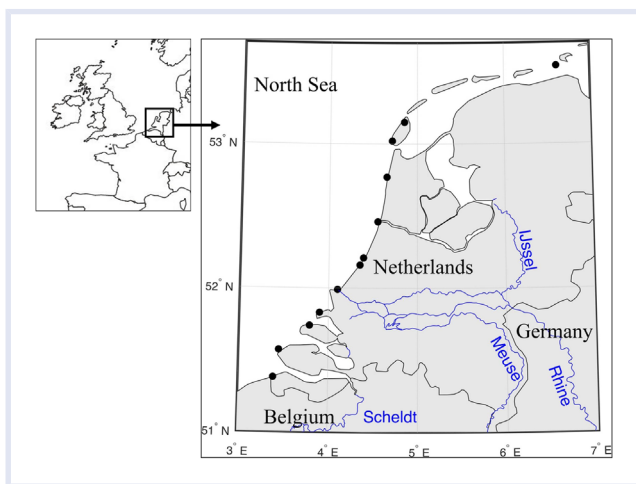 North Sea
53° N
IJssel
Netherlands
52° N
Germany
Meuse
Rhine
Belgium
Scheldt
51° N
3° E
4° E
5° E
6° E
7° E